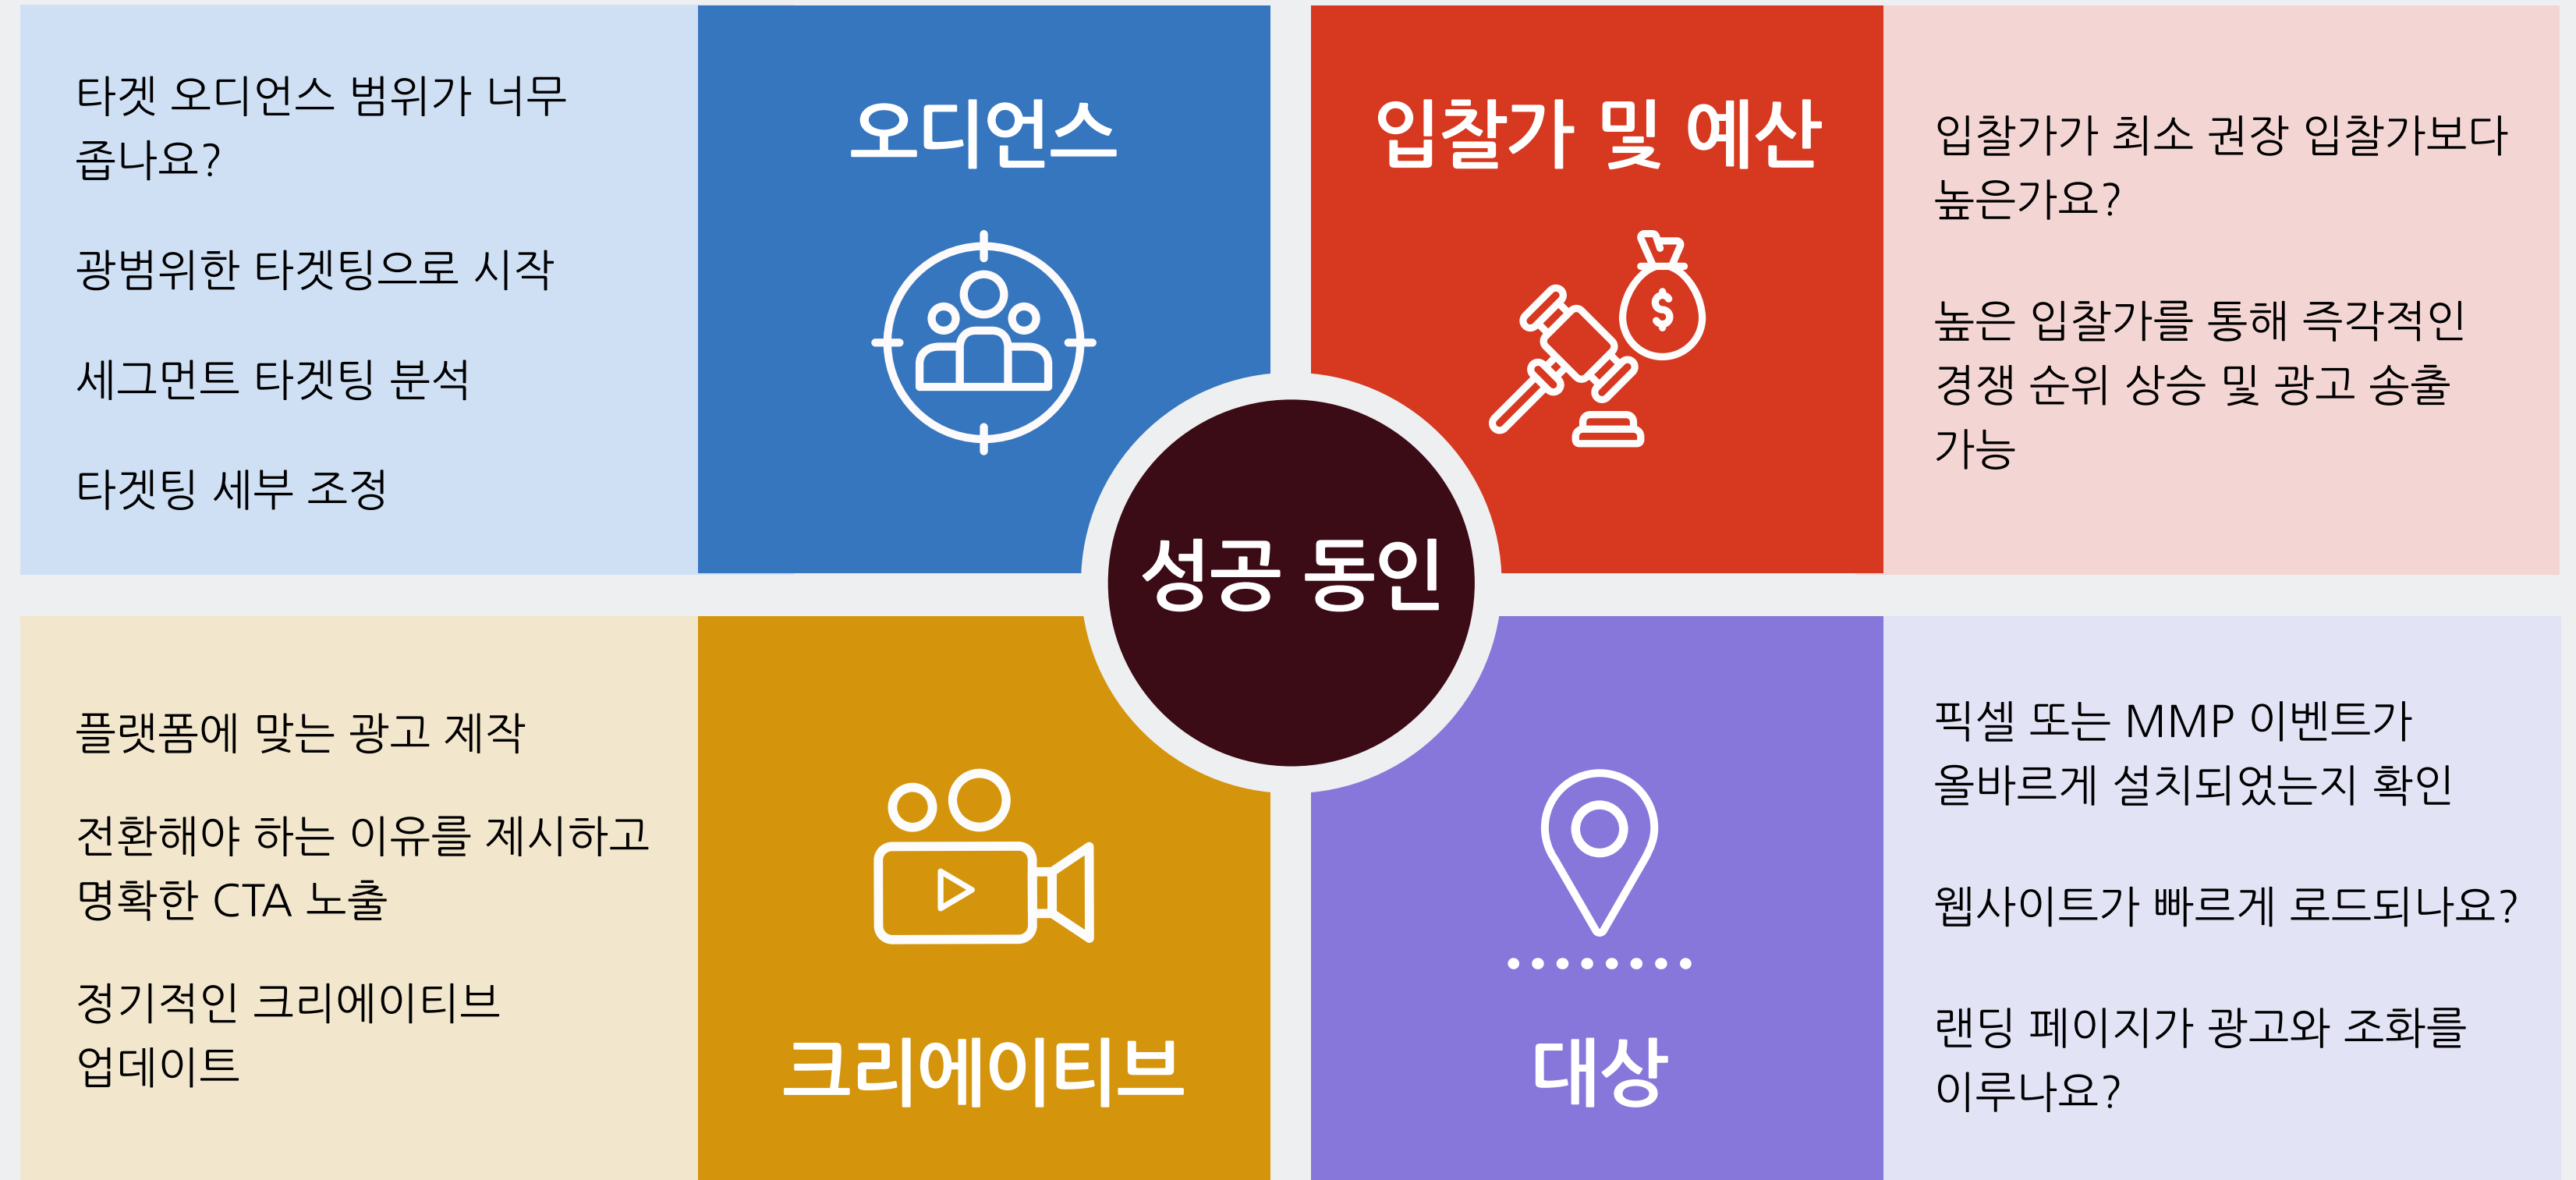 타겟 오디언스 범위가 너무
좁나요?
광범위한 타겟팅으로 시작
세그먼트 타겟팅 분석
타겟팅 세부 조정
오디언스
입찰가 및 예산
입찰가가 최소 권장 입찰가보다
높은가요?
높은 입찰가를 통해 즉각적인
경쟁 순위 상승 및 광고 송출
가능
성공 동인
플랫폼에 맞는 광고 제작
전환해야 하는 이유를 제시하고
명확한 CTA 노출
정기적인 크리에이티브
업데이트
크리에이티브
대상
픽셀 또는 MMP 이벤트가
올바르게 설치되었는지 확인
웹사이트가 빠르게 로드되나요?
랜딩 페이지가 광고와 조화를
이루나요?
$